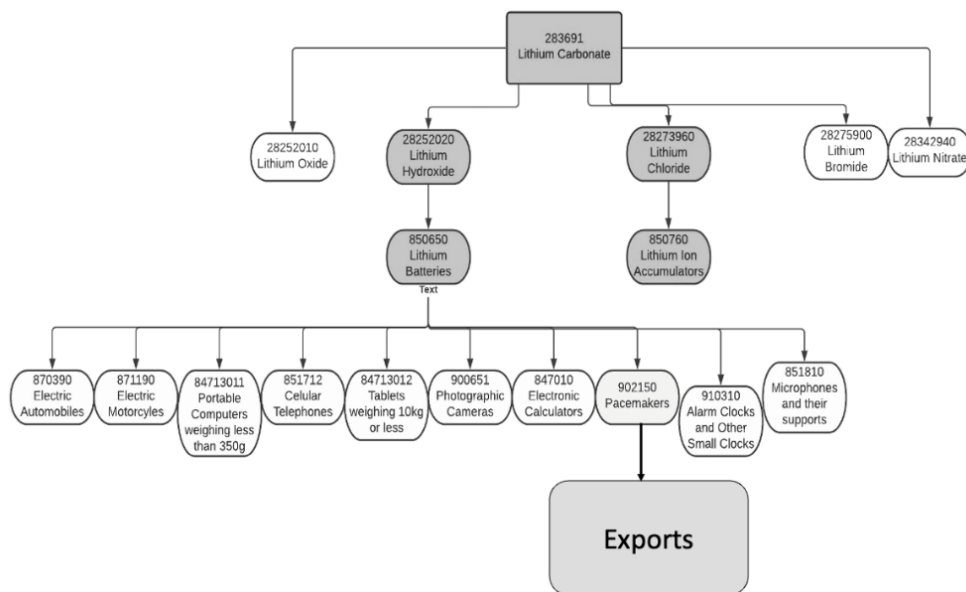 283691
Lithium Carbonate
28252010
Lithium Oxide
28252020
Lithium
Hydroxide
28273960
Lithium
Chloride
28275900
Lithium
Bromide
28342940
Lithium Nitrate
850650
Lithium
Batteries
Text
850760
Lithium Ion
Accumulators
870390
Electric
Automobiles
871190
Electric
Motorcyles
84713011
Portable
Computers
weighing less
than 350g
851712
Celular
Telephones
84713012
Tablets
weighing 10kg
or less
900651
Photographic
Cameras
847010
Electronic
Calculators
902150
Pacemakers
910310
Alarm Clocks
and Other
Small Clocks
851810
Microphones
and their
supports
Exports